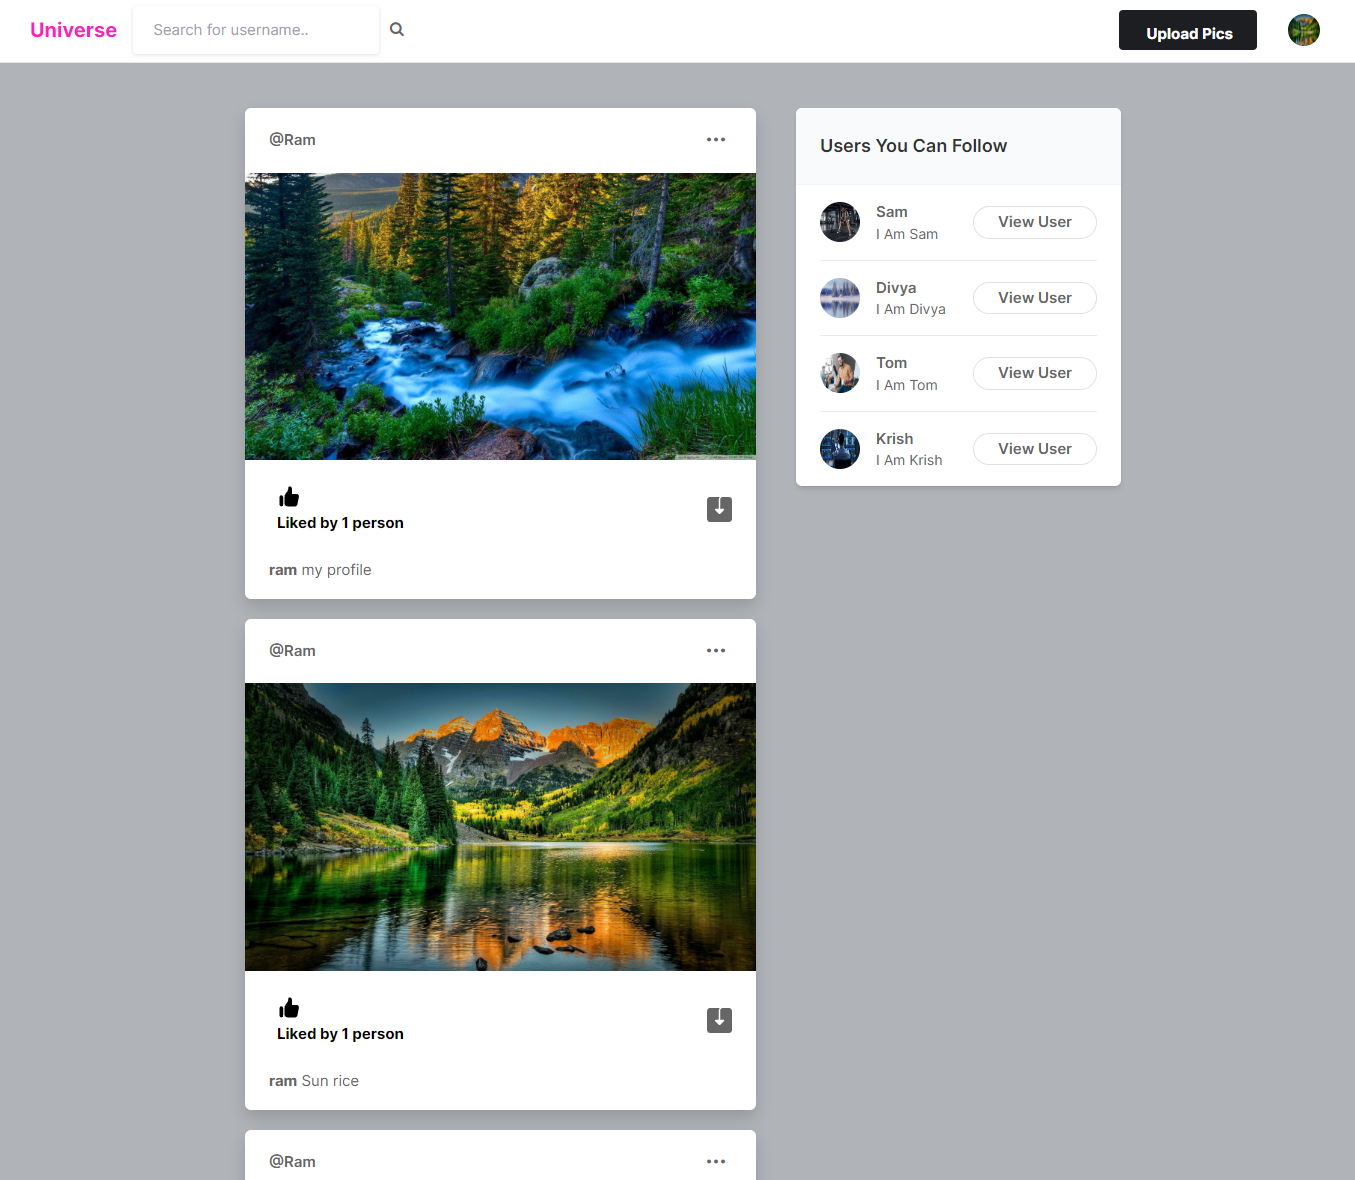 Universe
Search for username..
Upload Pics
@Ram
Liked by 1 person
ram my profile
@Ram
Liked by 1 person
ram Sun rice
@Ram
Users You Can Follow
Sam
I Am Sam
View User
Divya
I Am Divya
View User
Tom
I Am Tom
View User
Krish
I Am Krish
View User